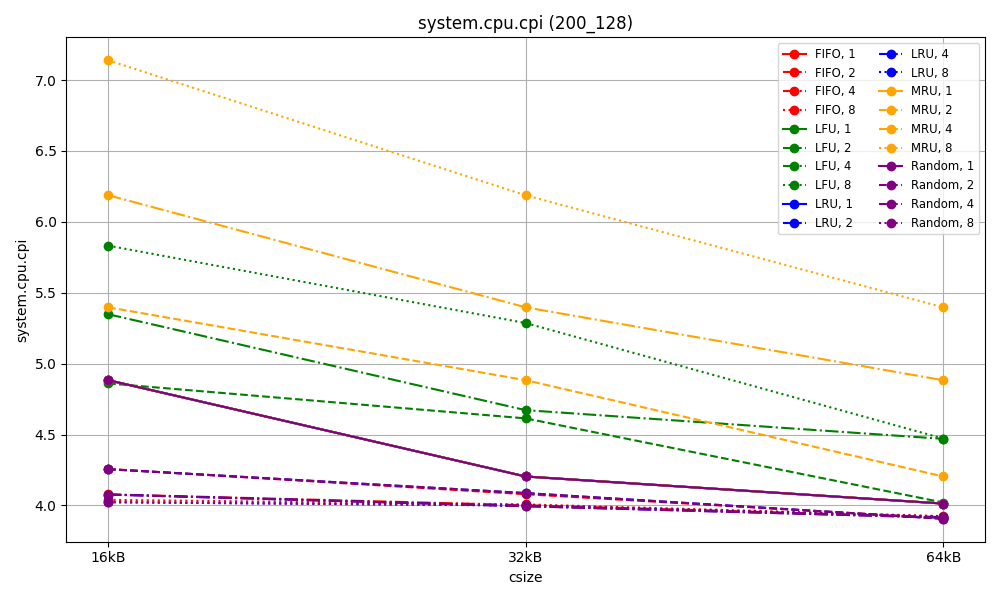 system.cpu.cpi (200_128)
system.cpu.cpi
7.0
6.5
6.0
5.5
5.0
4.5
4.0
16kB
32kB
64kB
csize
FIFO, 1
FIFO, 2
FIFO, 4
FIFO, 8
LFU, 1
LFU, 2
LFU, 4
LFU, 8
LRU, 1
LRU, 2
LRU, 4
LRU, 8
MRU, 1
MRU, 2
MRU, 4
MRU, 8
Random, 1
Random, 2
Random, 4
Random, 8